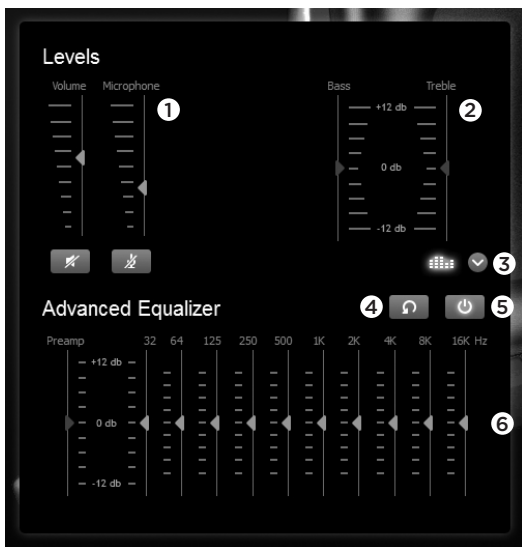 Levels
Volume Microphone Bass Treble
1 +12 db 2
0 db
-12 db
3
Advanced Equalizer 4 5
Preamp 32 64 125 250 500 1K 2K 4K 8K 16K Hz
+12 db
0 db 6
-12 db